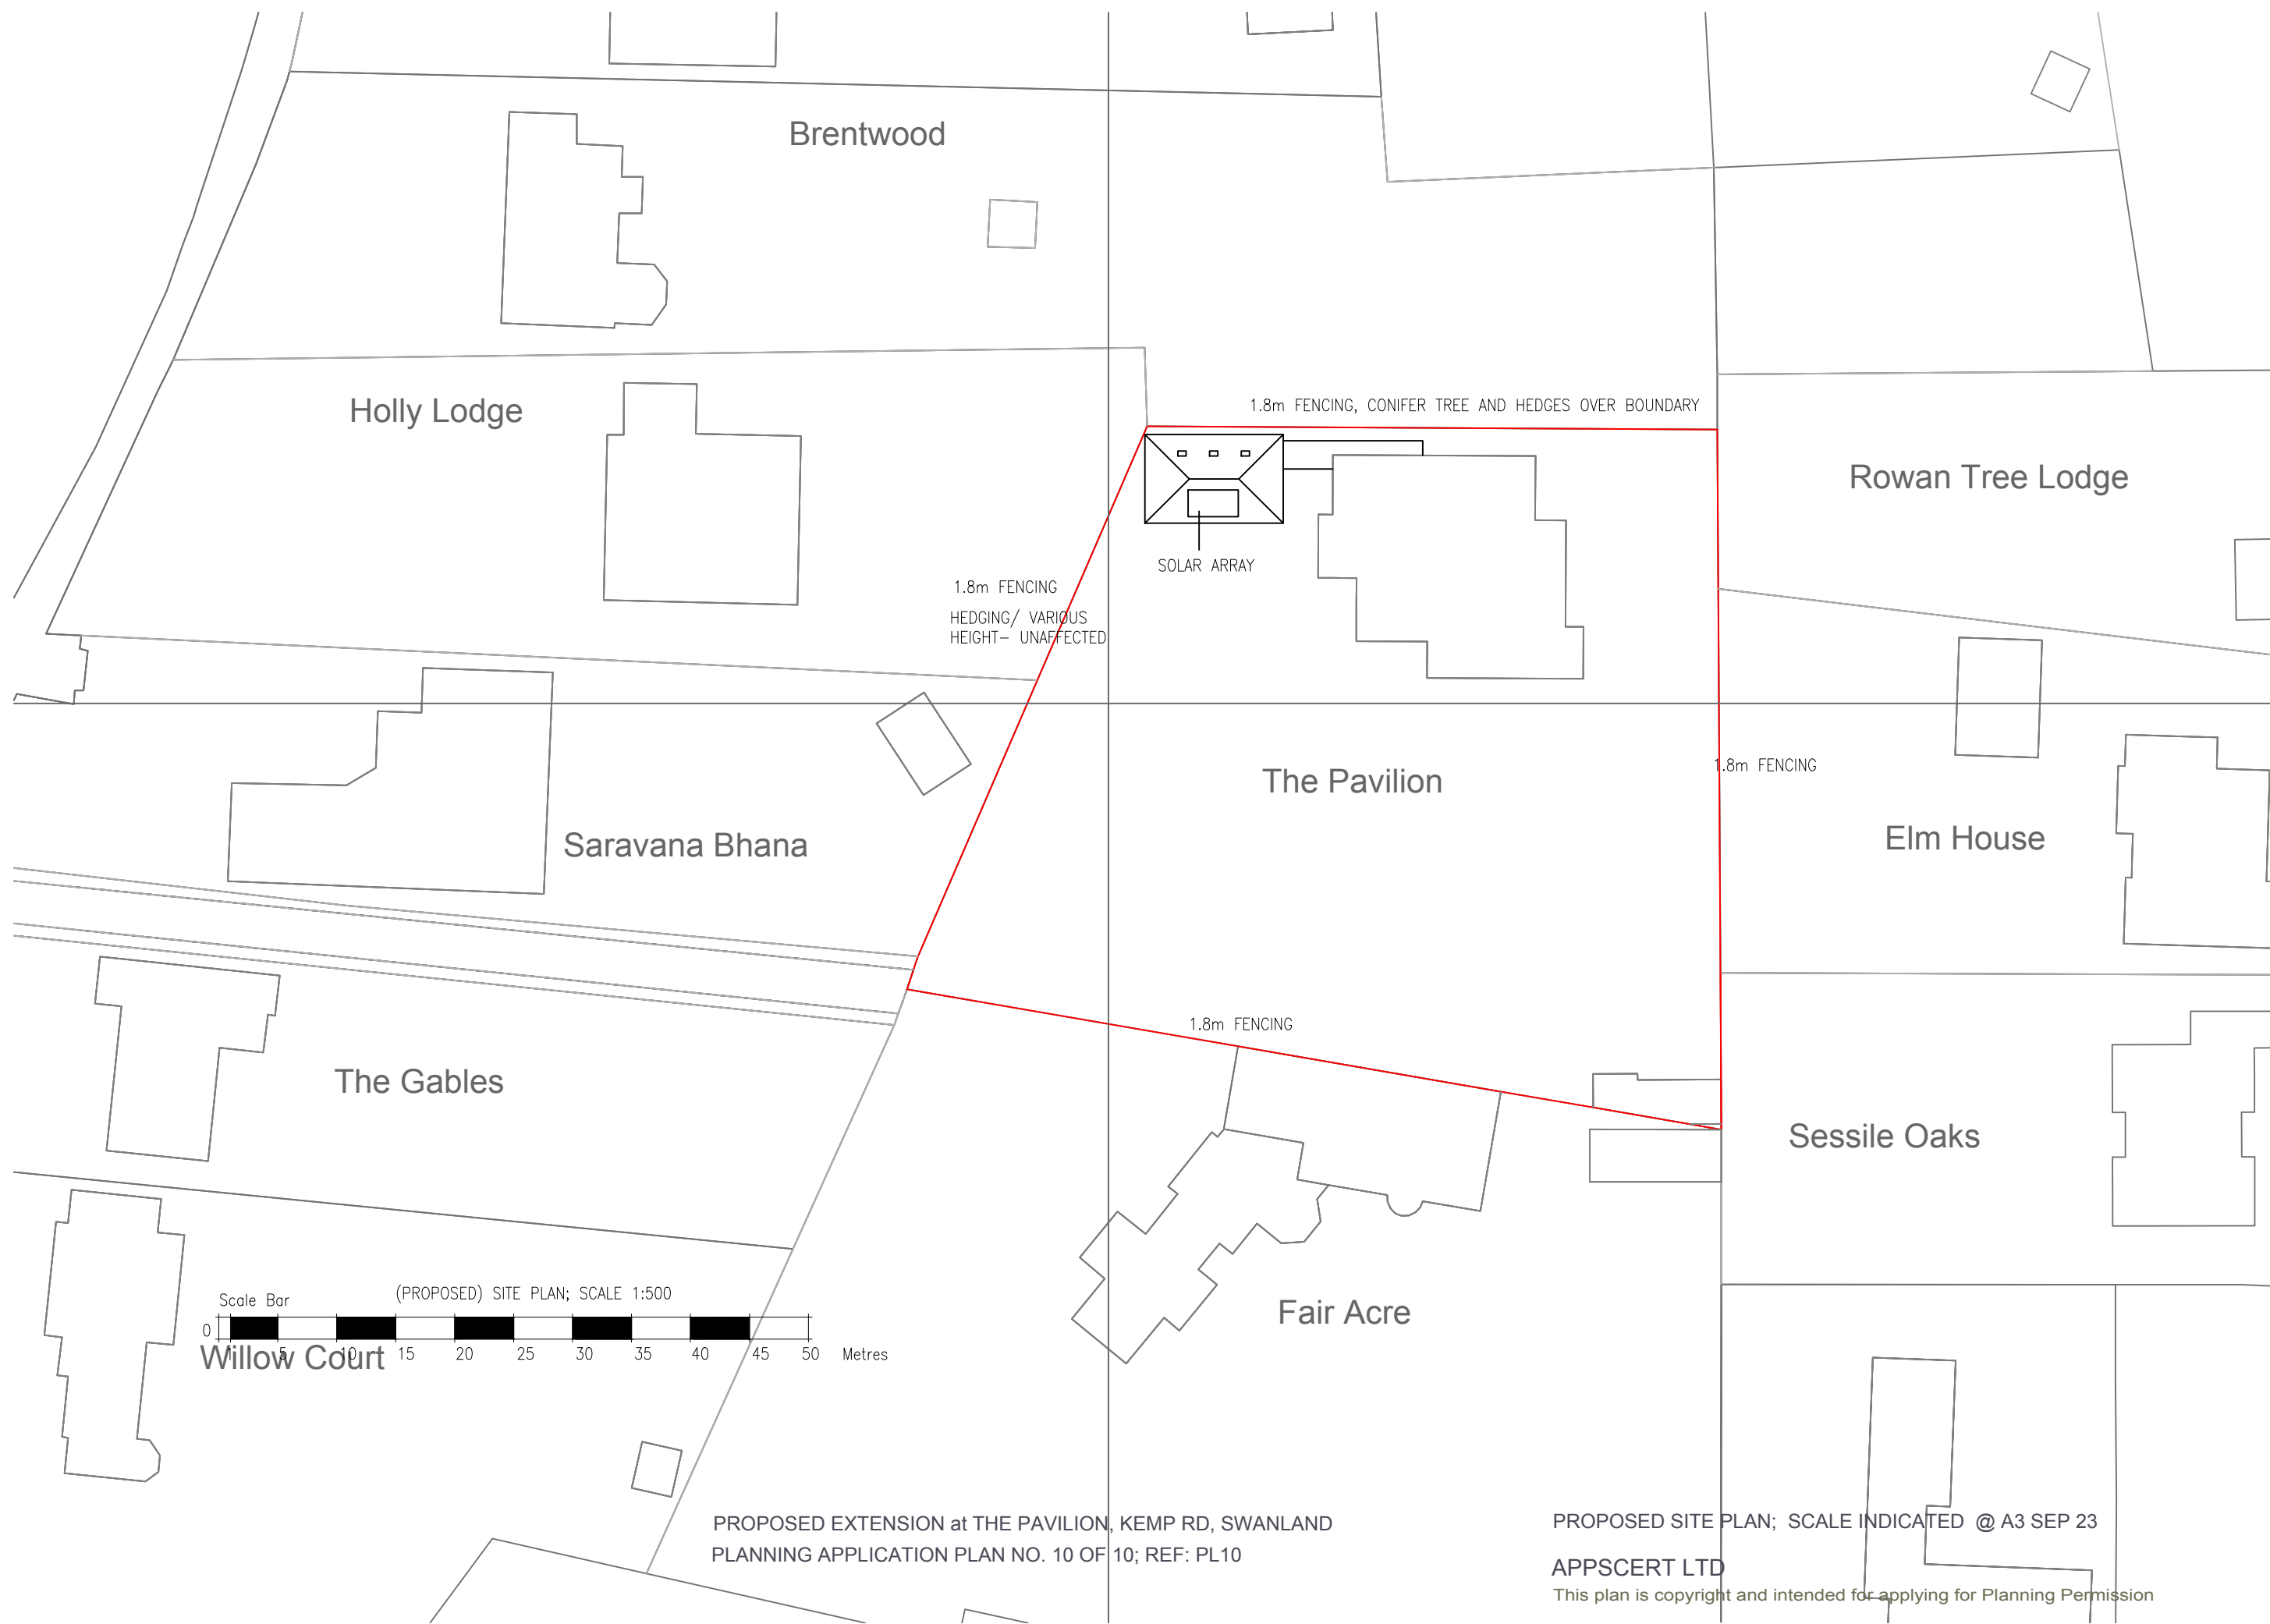 Brentwood
Holly Lodge
1.8m FENCING, CONIFER TREE AND HEDGES OVER BOUNDARY
Rowan Tree Lodge
SOLAR ARRAY
1.8m FENCING
HEDGING/ VARIOUS
HEIGHT– UNAFFECTED
The Pavilion
1.8m FENCING
Saravana Bhana
Elm House
1.8m FENCING
The Gables
Sessile Oaks
Scale Bar
(PROPOSED) SITE PLAN; SCALE 1:500
Fair Acre
0
1 5 10 15 20 25 30 35 40 45 50 Metres
Willow Court
PROPOSED EXTENSION at THE PAVILION, KEMP RD, SWANLAND
PLANNING APPLICATION PLAN NO. 10 OF 10; REF: PL10
PROPOSED SITE PLAN; SCALE INDICATED @ A3 SEP 23
APPSCERT LTD
This plan is copyright and intended for applying for Planning Permission